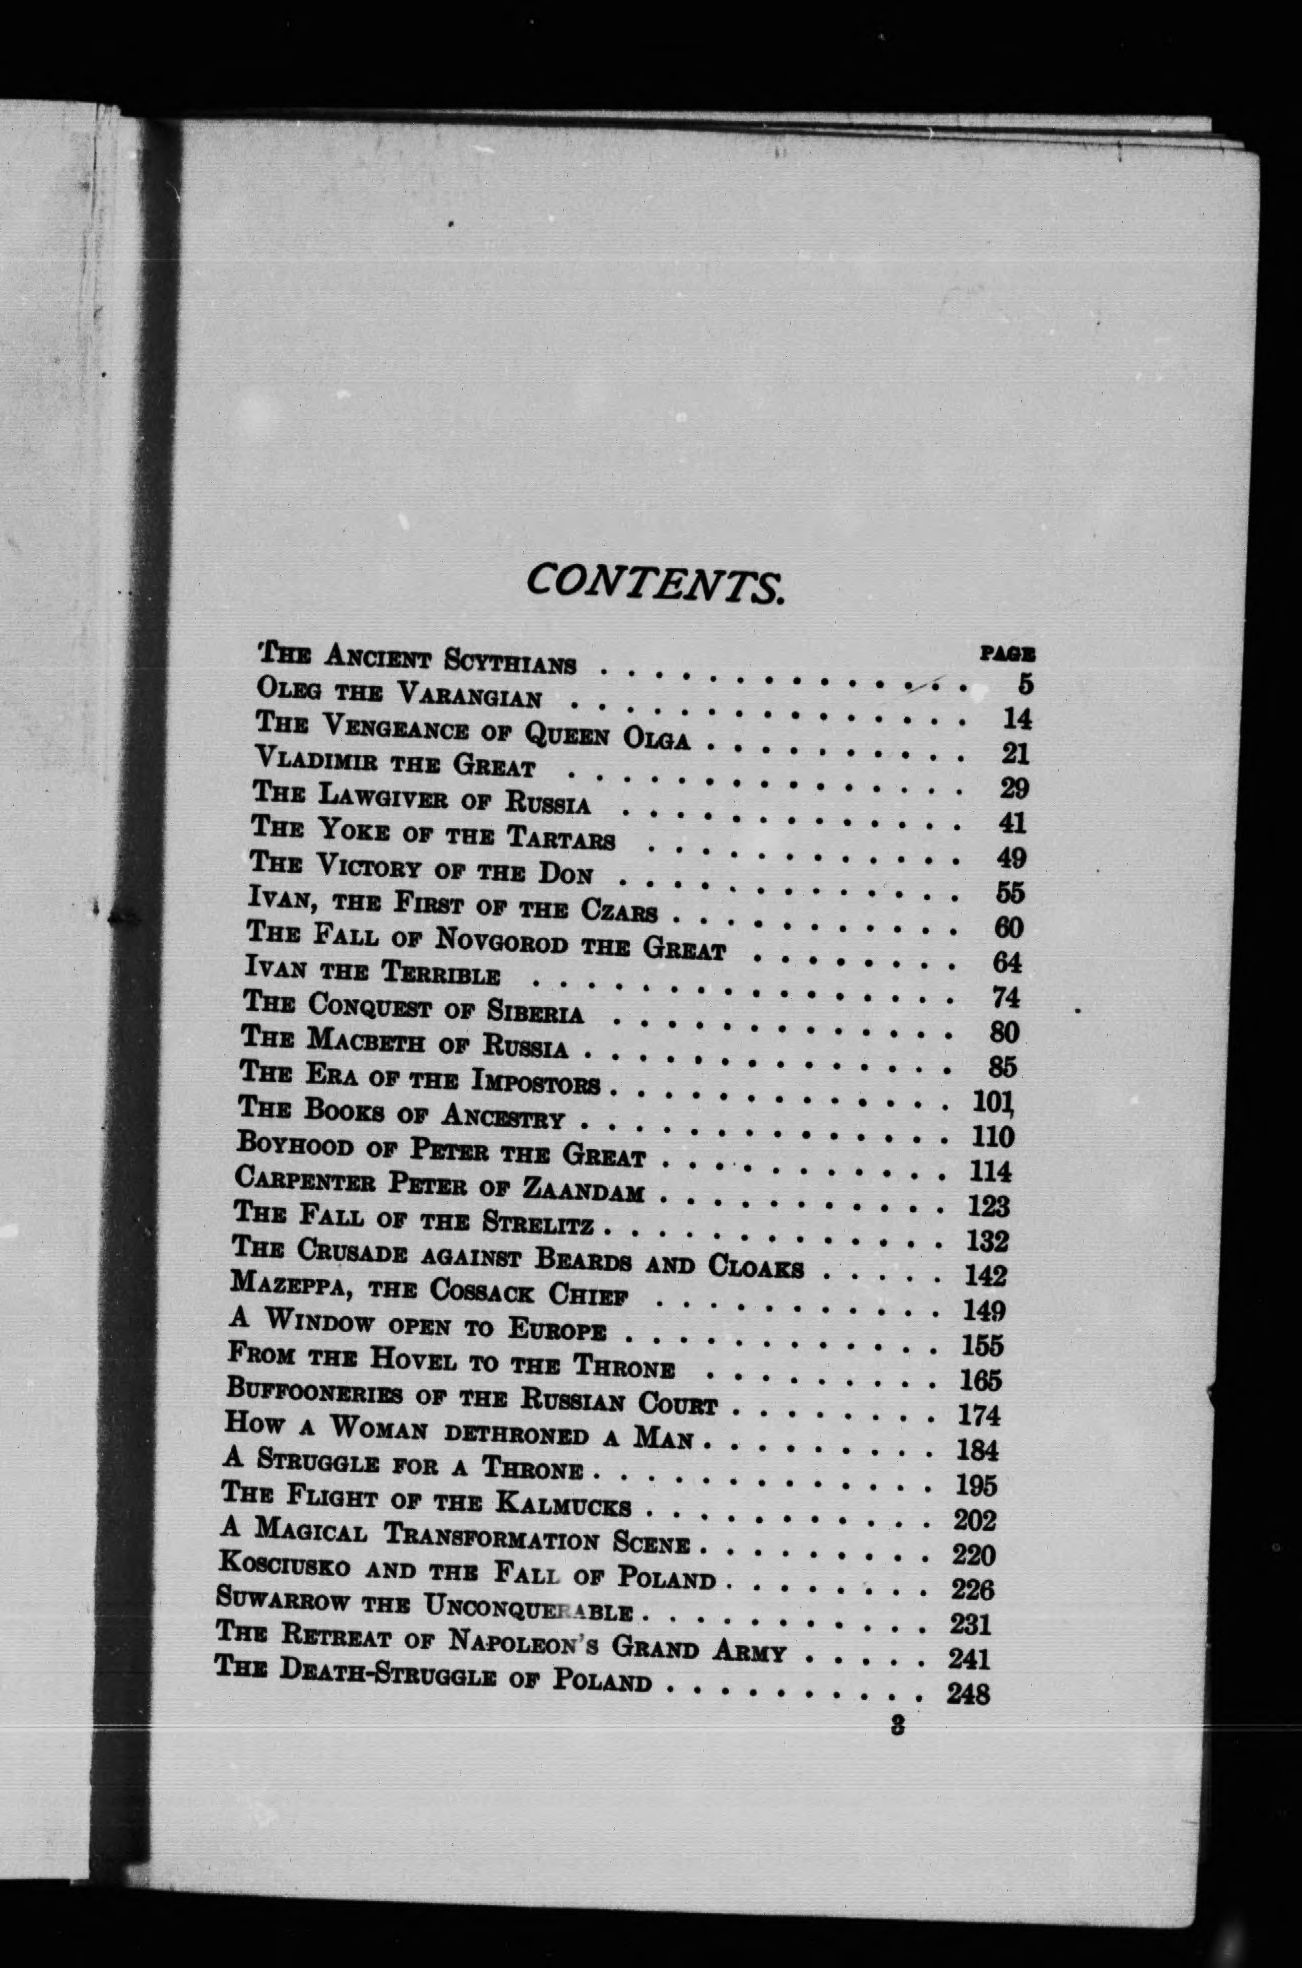 CONTENTS.
PAGE
THE ANCIENT SCYTHIANS . . . . . . . . . . . . . . 5
OLEG THE VARANGIAN . . . . . . . . . . . . . . . 14
THE VENGEANCE OF QUEEN OLGA . . . . . . . . . . 21
VLADIMIR THE GREAT . . . . . . . . . . . . . . . 29
THE LAWGIVER OF RUSSIA . . . . . . . . . . . . . 41
THE YOKE OF THE TARTARS . . . . . . . . . . . . 49
THE VICTORY OF THE DON . . . . . . . . . . . . . 55
IVAN, THE FIRST OF THE CZARS . . . . . . . . . . . 60
THE FALL OF NOVGOROD THE GREAT . . . . . . . . 64
IVAN THE TERRIBLE . . . . . . . . . . . . . . . . 74
THE CONQUEST OF SIBERIA . . . . . . . . . . . . . 80
THE MACBETH OF RUSSIA . . . . . . . . . . . . . . 85
THE ERA OF THE IMPOSTORS . . . . . . . . . . . . . 101
THE BOOKS OF ANCESTRY . . . . . . . . . . . . . . 110
BOYHOOD OF PETER THE GREAT . . . . . . . . . . . 114
CARPENTER PETER OF ZAANDAM . . . . . . . . . . . 123
THE FALL OF THE STRELITZ . . . . . . . . . . . . . 132
THE CRUSADE AGAINST BEARDS AND CLOAKS . . . . . 142
MAZEPPA, THE COSSACK CHIEF . . . . . . . . . . . 149
A WINDOW OPEN TO EUROPE . . . . . . . . . . . . 155
FROM THE HOVEL TO THE THRONE . . . . . . . . . 165
BUFFOONERIES OF THE RUSSIAN COURT . . . . . . . . 174
HOW A WOMAN DETHRONED A MAN . . . . . . . . . 184
A STRUGGLE FOR A THRONE . . . . . . . . . . . . . 195
THE FLIGHT OF THE KALMUCKS . . . . . . . . . . . 202
A MAGICAL TRANSFORMATION SCENE . . . . . . . . . 220
KOSCIUSKO AND THE FALL OF POLAND . . . . . . . . 226
SUWARROW THE UNCONQUERABLE . . . . . . . . . . . 231
THE RETREAT OF NAPOLEON'S GRAND ARMY . . . . . 241
THE DEATH-STRUGGLE OF POLAND . . . . . . . . . . 248
3